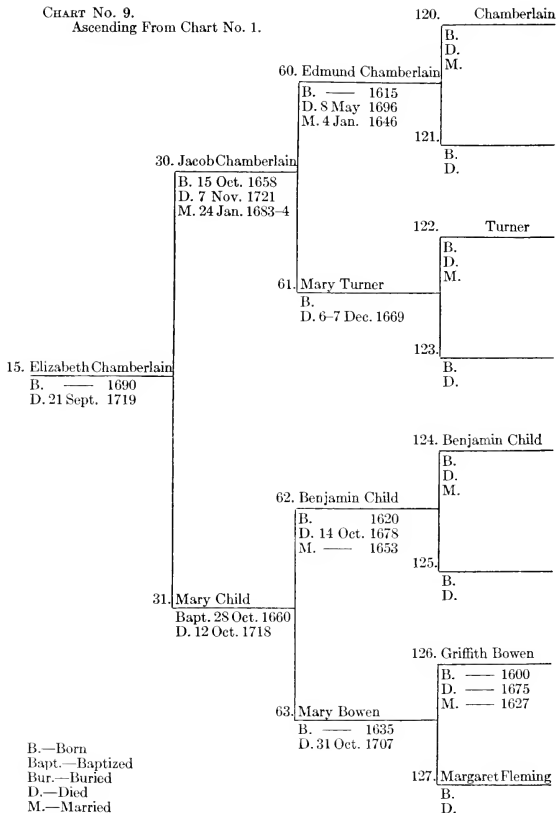 CHART NO. 9.
Ascending From Chart No. 1.
120. Chamberlain
B.
D.
M.
60. Edmund Chamberlain
B. — 1615
D. 8 May 1696
M. 4 Jan. 1646
121.
B.
D.
30. Jacob Chamberlain
B. 15 Oct. 1658
D. 7 Nov. 1721
M. 24 Jan. 1683-4
122. Turner
B.
D.
M.
61. Mary Turner
B.
D. 6-7 Dec. 1669
123.
B.
D.
15. Elizabeth Chamberlain
B. — 1690
D. 21 Sept. 1719
124. Benjamin Child
B.
D.
M.
62. Benjamin Child
B. 1620
D. 14 Oct. 1678
M. — 1653
125.
B.
D.
31. Mary Child
Bapt. 28 Oct. 1660
D. 12 Oct. 1718
126. Griffith Bowen
B. — 1600
D. — 1675
M. — 1627
63. Mary Bowen
B. — 1635
D. 31 Oct. 1707
127. Margaret Fleming
B.
D.
B.—Born
Bapt.—Baptized
Bur.—Buried
D.—Died
M.—Married